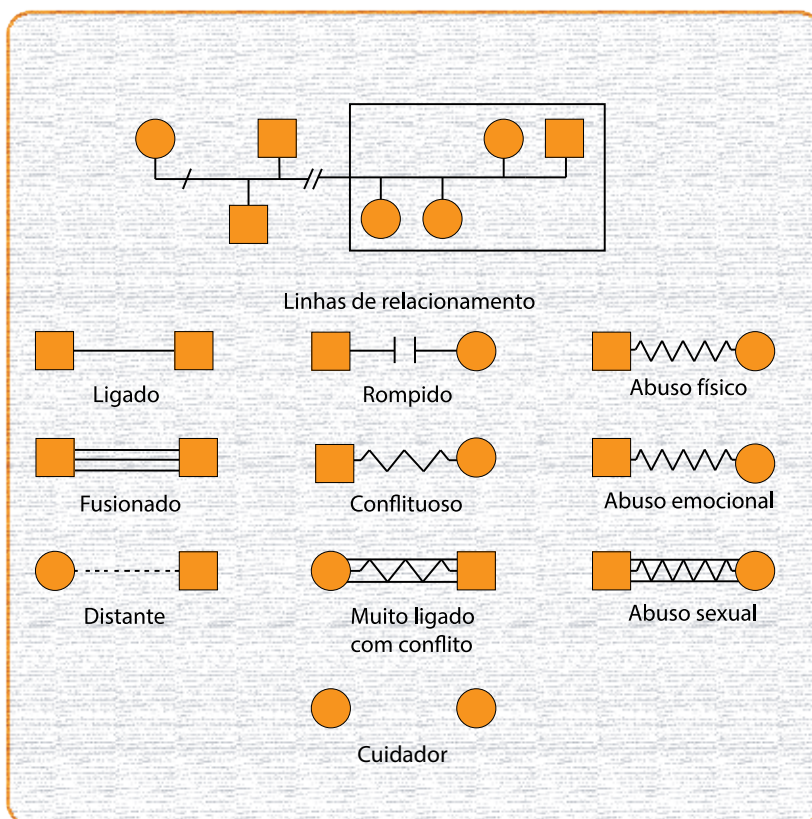 Linhas de relacionamento
Ligado
Rompido
Abuso físico
Fusionado
Conflituoso
Abuso emocional
Distante
Muito ligado
com conflito
Abuso sexual
Cuidador